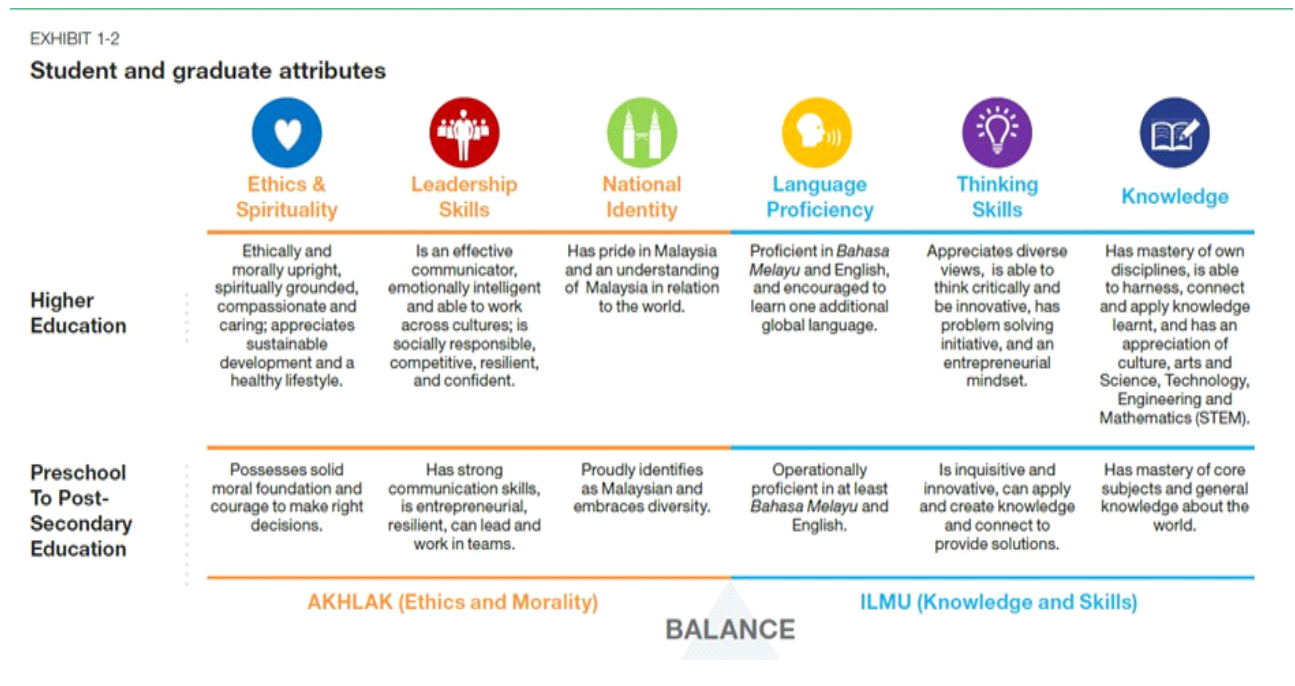 EXHIBIT 1-2
Student and graduate attributes
Ethics &
Spirituality
Leadership
Skills
National
Identity
Language
Proficiency
Thinking
Skills
Knowledge
Higher
Education
Ethically and
morally upright,
spiritually grounded,
compassionate and
caring; appreciates
sustainable
development and a
healthy lifestyle.
Is an effective
communicator,
emotionally intelligent
and able to work
across cultures; is
socially responsible,
competitive, resilient,
and confident.
Has pride in Malaysia
and an understanding
of Malaysia in relation
to the world.
Proficient in Bahasa
Melayu and English,
and encouraged to
learn one additional
global language.
Appreciates diverse
views, is able to
think critically and
be innovative, has
problem solving
initiative, and an
entrepreneurial
mindset.
Has mastery of own
disciplines, is able
to harness, connect
and apply knowledge
learnt, and has an
appreciation of
culture, arts and
Science, Technology,
Engineering and
Mathematics (STEM).
Preschool
To Post-
Secondary
Education
Possesses solid
moral foundation and
courage to make right
decisions.
Has strong
communication skills,
is entrepreneurial,
resilient, can lead and
work in teams.
Proudly identifies
as Malaysian and
embraces diversity.
Operationally
proficient in at least
Bahasa Melayu and
English.
Is inquisitive and
innovative, can apply
and create knowledge
and connect to
provide solutions.
Has mastery of core
subjects and general
knowledge about the
world.
AKHLAK (Ethics and Morality)
ILMU (Knowledge and Skills)
BALANCE